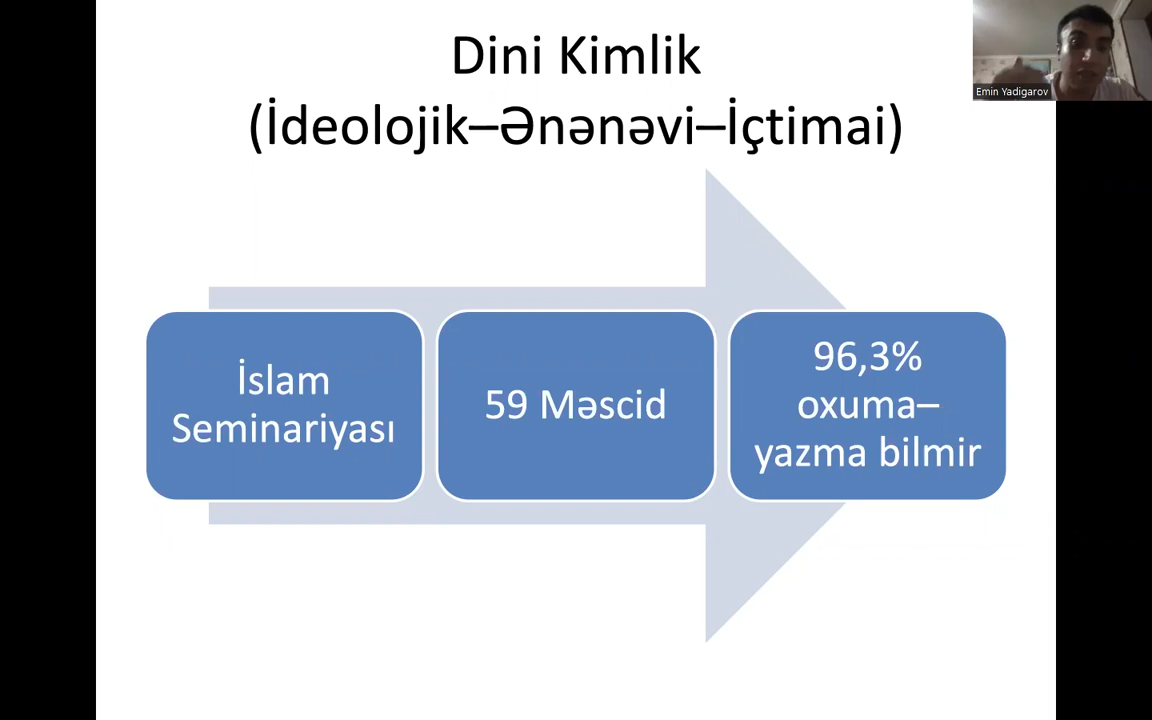 Dini Kimlik
(İdeolojik–Ənənəvi–İçtimai)
Emin Yadigarov
İslam
Seminariyası
59 Məscid
96,3%
oxuma–
yazma bilmir